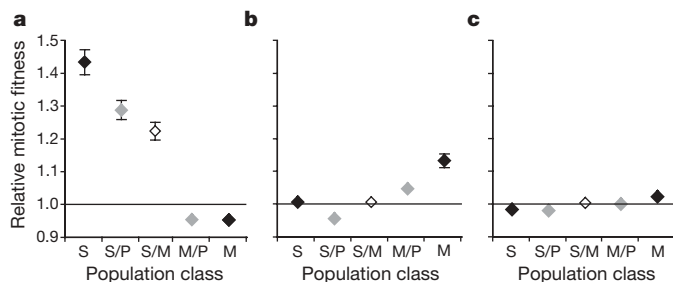 a
b
c
Relative mitotic fitness
1.5
1.4
1.3
1.2
1.1
1.0
0.9
S S/P S/M M/P M
S S/P S/M M/P M
S S/P S/M M/P M
Population class
Population class
Population class